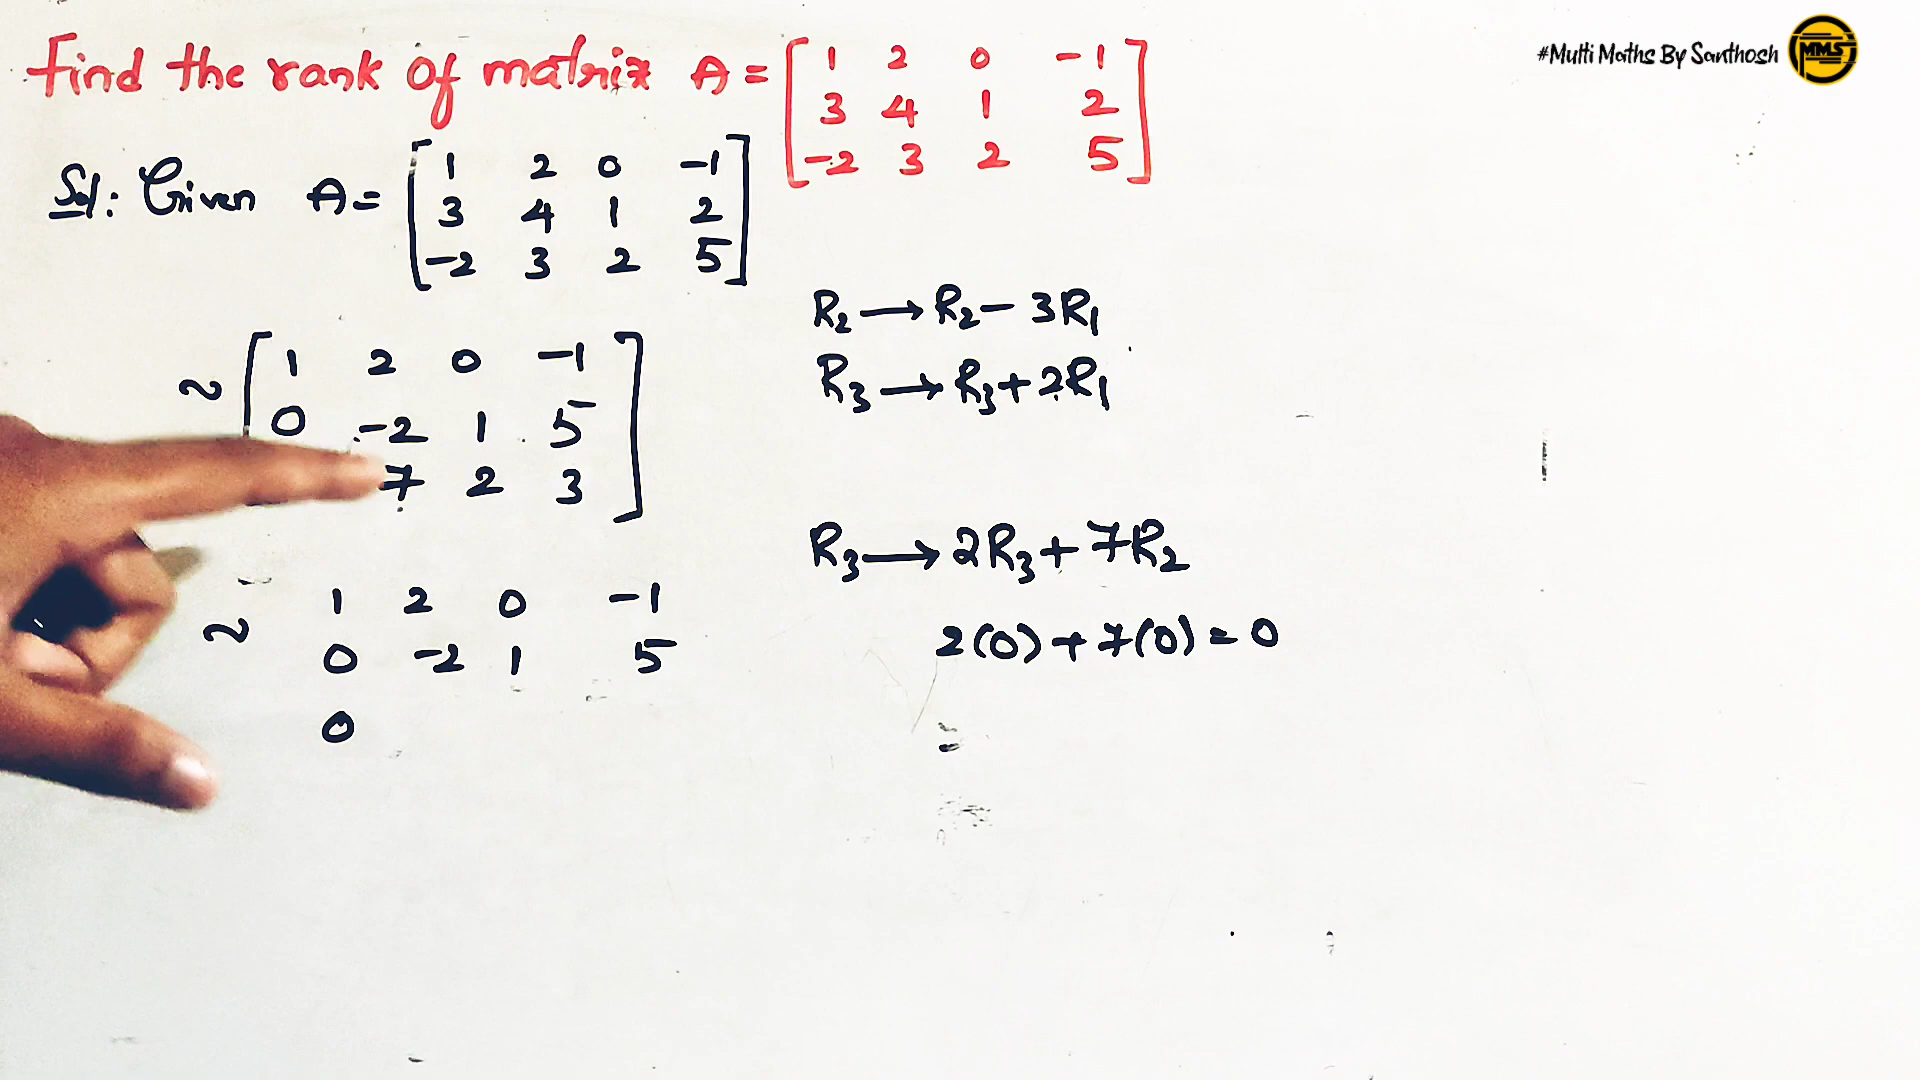 Find the rank of matrix A = [ 1 2 0 -1
3 4 1 2
-2 3 2 5 ]
#Multi Maths By Santhosh
MMS
Sol: Given A = [ 1 2 0 -1
3 4 1 2
-2 3 2 5 ]
R₂ → R₂ - 3R₁
R₃ → R₃ + 2R₁
~ [ 1 2 0 -1
0 -2 1 5
7 2 3 ]
R₃ → 2R₃ + 7R₂
2(0) + 7(0) = 0
=
~ 1 2 0 -1
0 -2 1 5
0